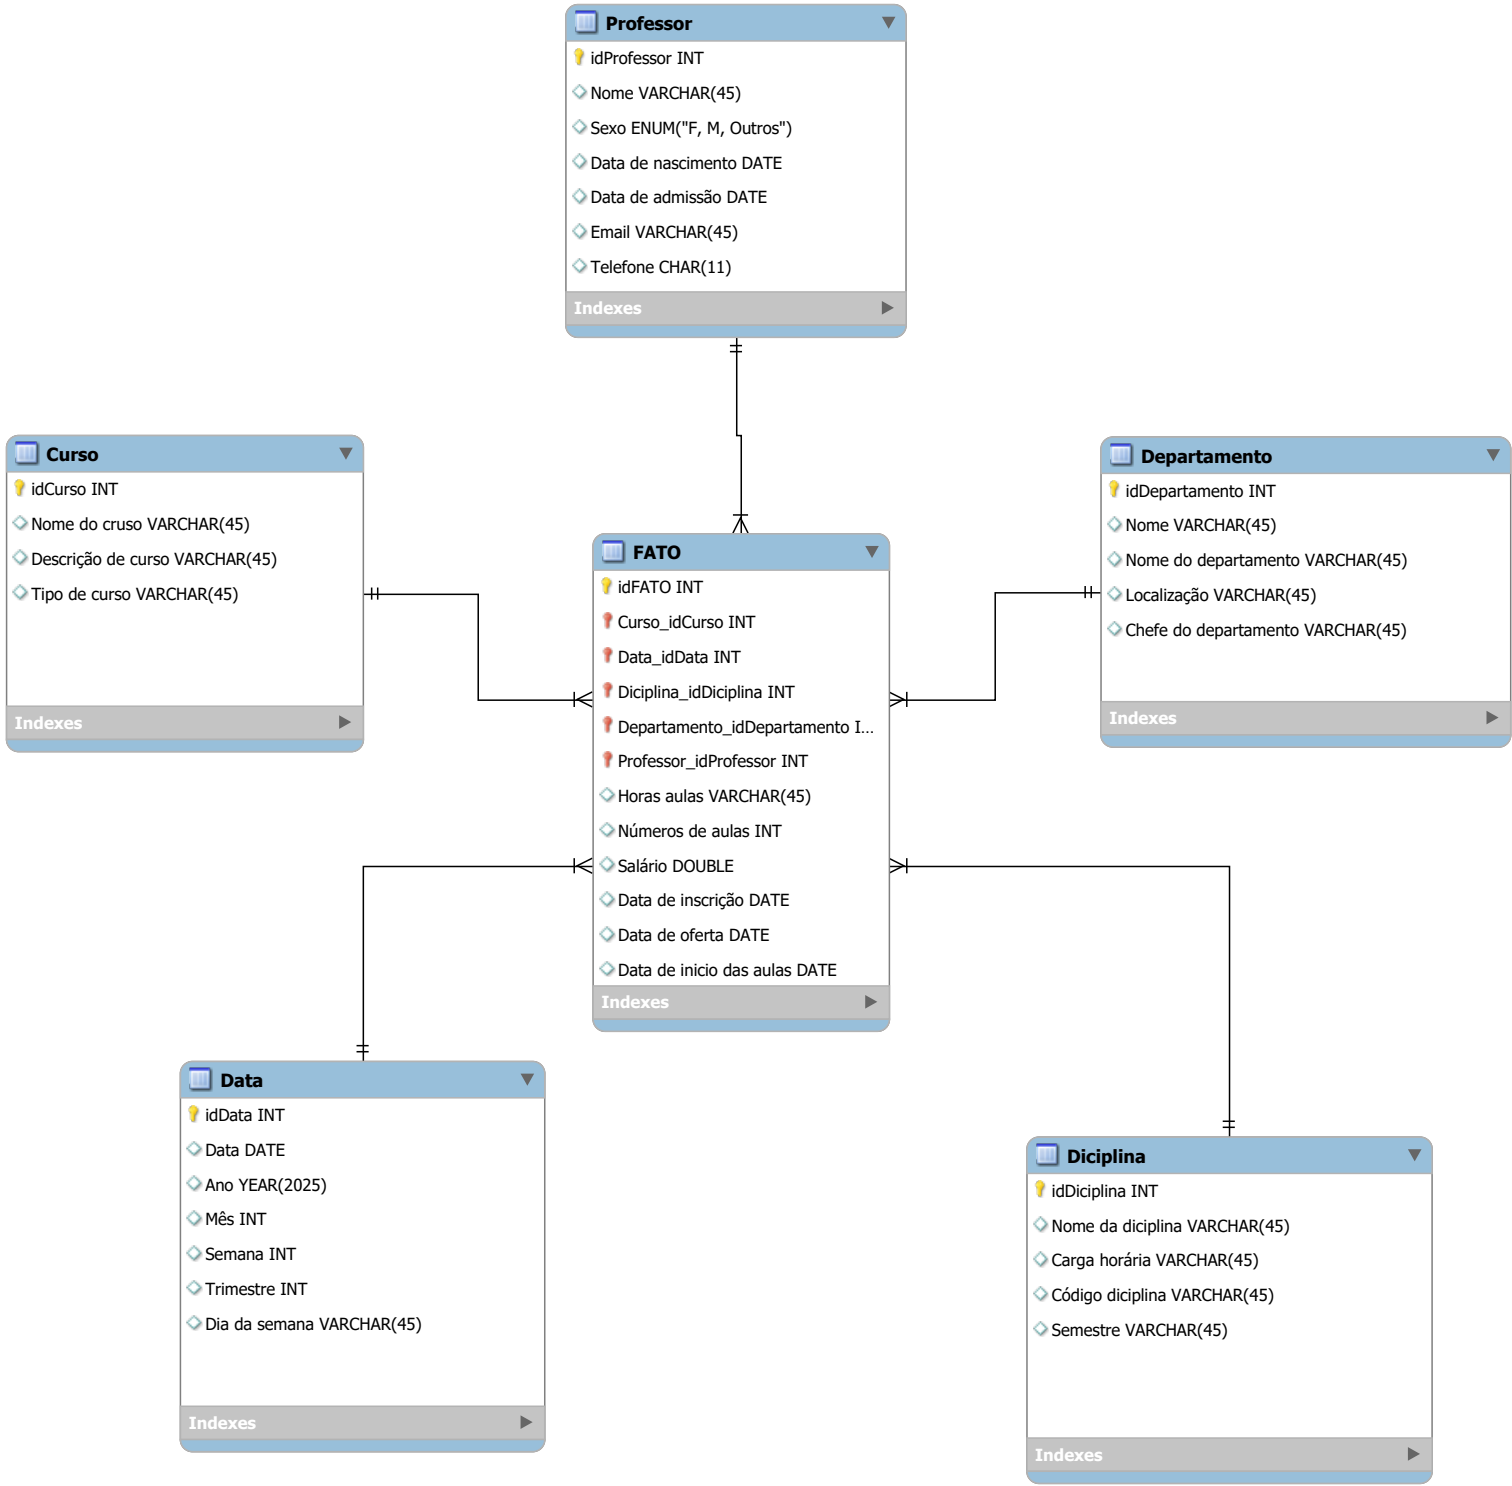 Professor
idProfessor INT
Nome VARCHAR(45)
Sexo ENUM("F, M, Outros")
Data de nascimento DATE
Data de admissão DATE
Email VARCHAR(45)
Telefone CHAR(11)
Indexes
Curso
idCurso INT
Nome do cruso VARCHAR(45)
Descrição de curso VARCHAR(45)
Tipo de curso VARCHAR(45)
Indexes
Departamento
idDepartamento INT
Nome VARCHAR(45)
Nome do departamento VARCHAR(45)
Localização VARCHAR(45)
Chefe do departamento VARCHAR(45)
Indexes
FATO
idFATO INT
Curso_idCurso INT
Data_idData INT
Diciplina_idDiciplina INT
Departamento_idDepartamento I...
Professor_idProfessor INT
Horas aulas VARCHAR(45)
Números de aulas INT
Salário DOUBLE
Data de inscrição DATE
Data de oferta DATE
Data de inicio das aulas DATE
Indexes
Data
idData INT
Data DATE
Ano YEAR(2025)
Mês INT
Semana INT
Trimestre INT
Dia da semana VARCHAR(45)
Indexes
Diciplina
idDiciplina INT
Nome da diciplina VARCHAR(45)
Carga horária VARCHAR(45)
Código diciplina VARCHAR(45)
Semestre VARCHAR(45)
Indexes